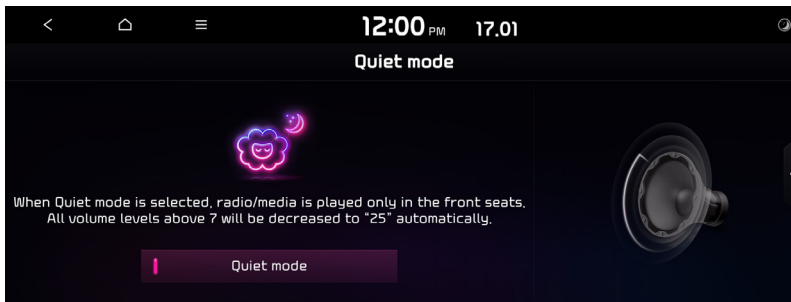 12:00 PM 17.01
Quiet mode
When Quiet mode is selected, radio/media is played only in the front seats.
All volume levels above 7 will be decreased to “25” automatically.
Quiet mode